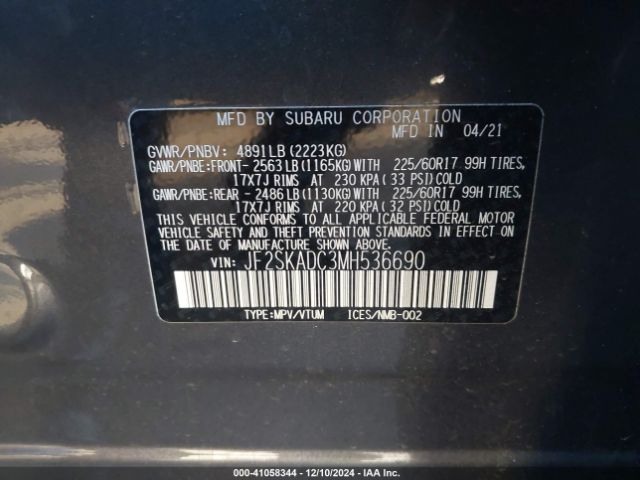 MFD BY SUBARU CORPORATION
MFD IN 04/21
GVWR/PNBV: 4891LB (2223KG)
GAWR/PNBE:FRONT- 2563 LB (1165KG) WITH 225/60R17 99H TIRES,
17X7J RIMS AT 230 KPA (33 PSI) COLD
GAWR/PNBE:REAR - 2486 LB (1130KG) WITH 225/60R17 99H TIRES,
17X7J RIMS AT 220 KPA (32 PSI) COLD
THIS VEHICLE CONFORMS TO ALL APPLICABLE FEDERAL MOTOR
VEHICLE SAFETY AND THEFT PREVENTION STANDARDS
IN EFFECT ON THE DATE OF MANUFACTURE SHOWN ABOVE.
VIN: JF2SKADC3MH536690
TYPE:MPV/VTUM ICES/NMB-002
000-41058344 - 12/10/2024 - IAA Inc.